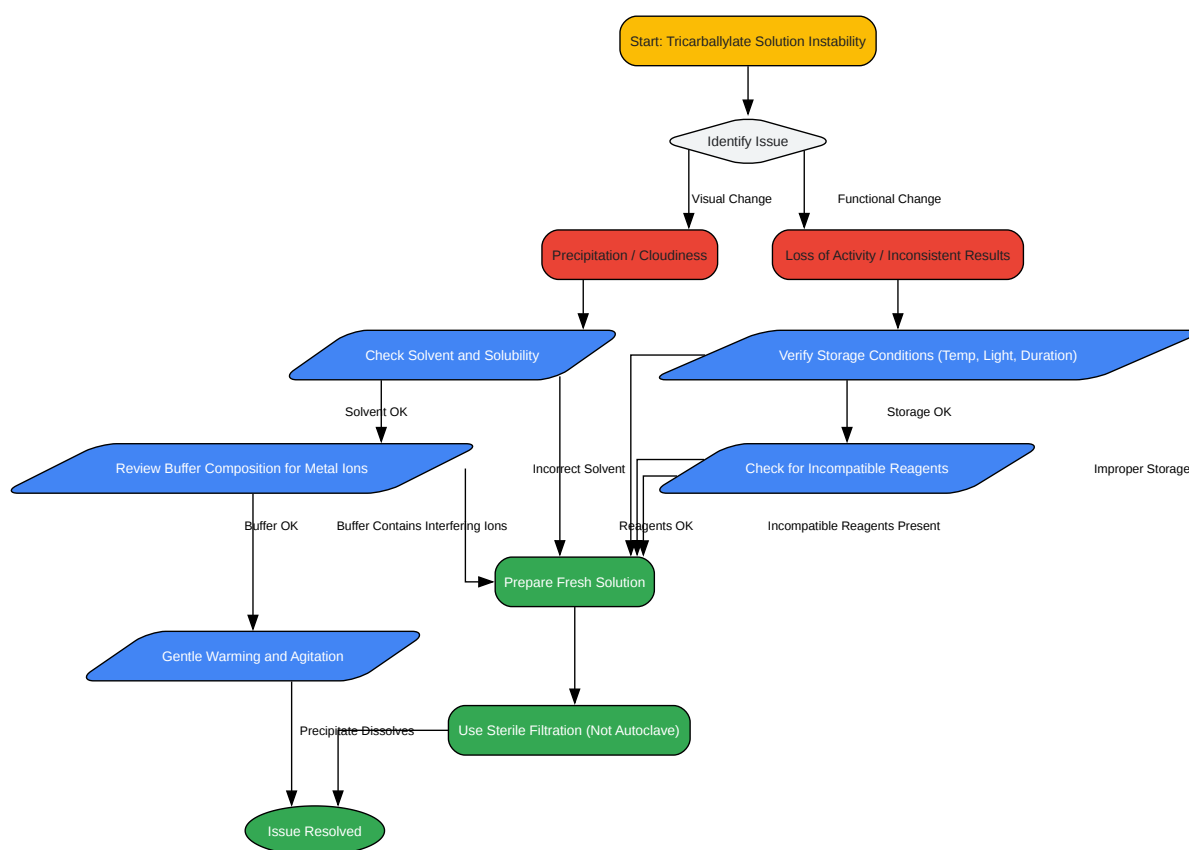 Start: Tricarballylate Solution Instability
Identify Issue
Visual Change
Functional Change
Precipitation / Cloudiness
Loss of Activity / Inconsistent Results
Check Solvent and Solubility
Verify Storage Conditions (Temp, Light, Duration)
Solvent OK
Storage OK
Review Buffer Composition for Metal Ions
Incorrect Solvent
Check for Incompatible Reagents
Improper Storage
Buffer OK
Buffer Contains Interfering Ions
Reagents OK
Incompatible Reagents Present
Prepare Fresh Solution
Gentle Warming and Agitation
Precipitate Dissolves
Use Sterile Filtration (Not Autoclave)
Issue Resolved